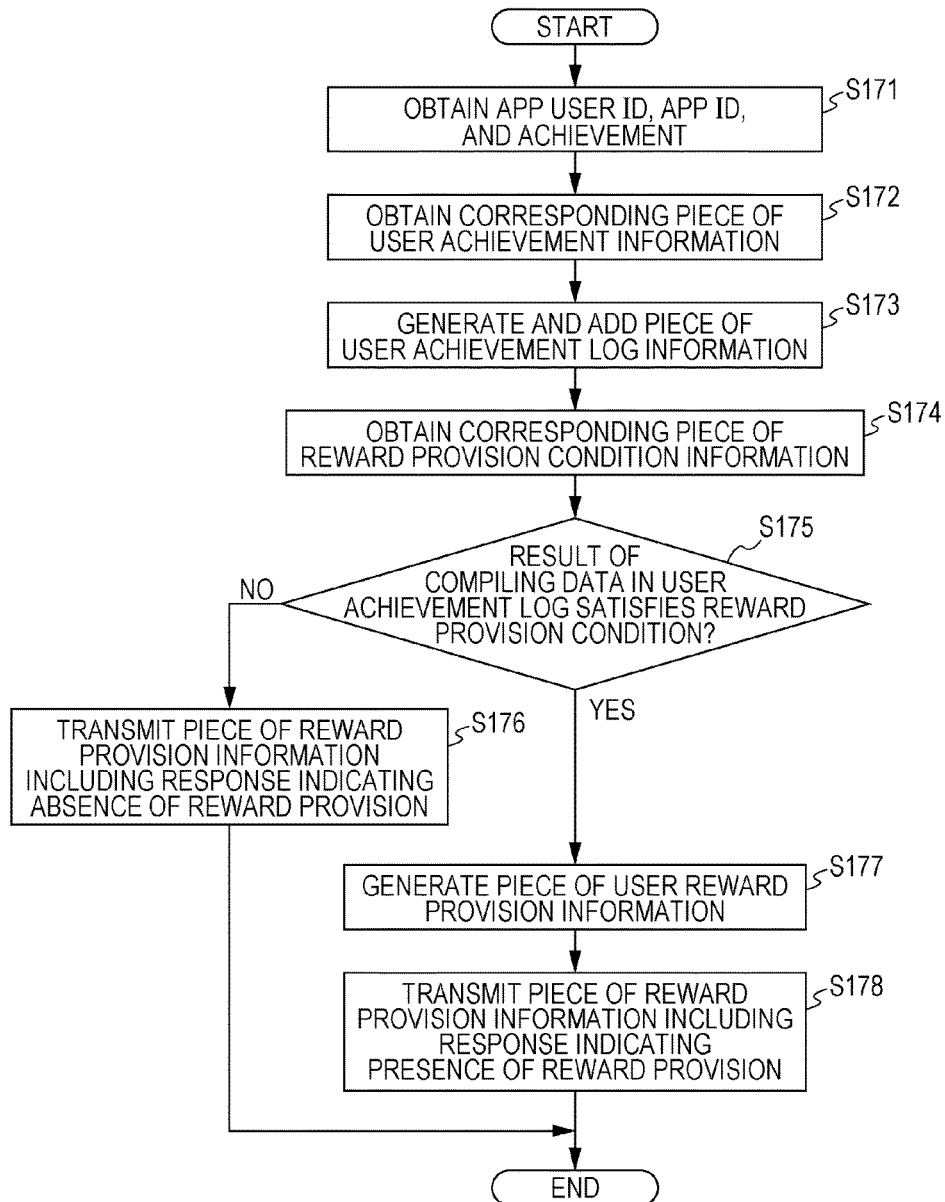 START
S171
OBTAIN APP USER ID, APP ID,
AND ACHIEVEMENT
S172
OBTAIN CORRESPONDING PIECE OF
USER ACHIEVEMENT INFORMATION
S173
GENERATE AND ADD PIECE OF
USER ACHIEVEMENT LOG INFORMATION
S174
OBTAIN CORRESPONDING PIECE OF
REWARD PROVISION CONDITION INFORMATION
S175
RESULT OF
COMPILING DATA IN USER
ACHIEVEMENT LOG SATISFIES REWARD
PROVISION CONDITION?
NO
YES
S176
TRANSMIT PIECE OF REWARD
PROVISION INFORMATION
INCLUDING RESPONSE INDICATING
ABSENCE OF REWARD PROVISION
S177
GENERATE PIECE OF USER REWARD
PROVISION INFORMATION
S178
TRANSMIT PIECE OF REWARD
PROVISION INFORMATION INCLUDING
RESPONSE INDICATING
PRESENCE OF REWARD PROVISION
END